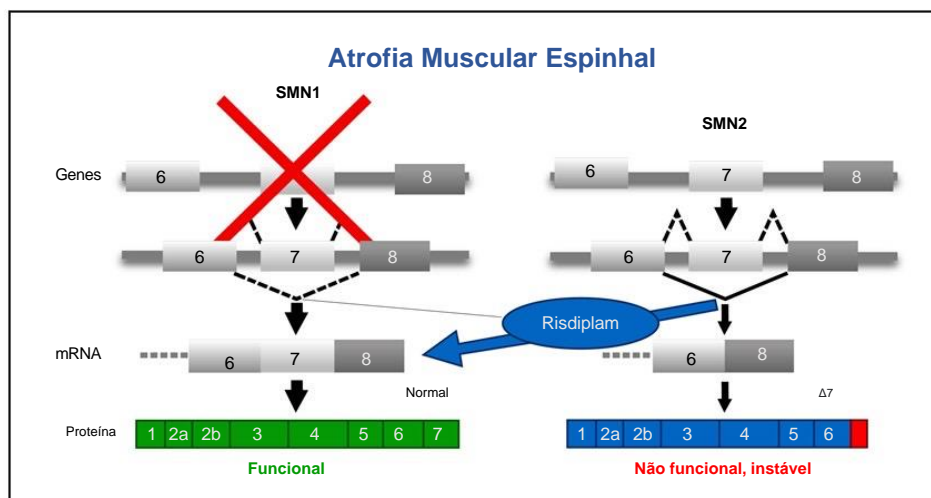 Atrofia Muscular Espinhal
SMN1
SMN2
Genes
6
8
6
7
8
6
7
8
6
7
8
Risdiplam
mRNA
6
7
8
6
8
Normal
Δ7
Proteína
1 2a 2b 3 4 5 6 7
1 2a 2b 3 4 5 6
Funcional
Não funcional, instável